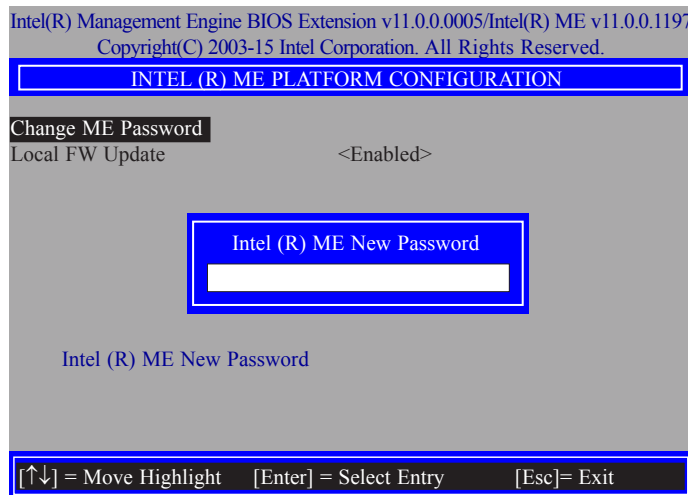 Intel(R) Management Engine BIOS Extension v11.0.0.0005/Intel(R) ME v11.0.0.1197
Copyright(C) 2003-15 Intel Corporation. All Rights Reserved.
INTEL (R) ME PLATFORM CONFIGURATION
Change ME Password
Local FW Update <Enabled>
Intel (R) ME New Password
Intel (R) ME New Password
[↑↓] = Move Highlight [Enter] = Select Entry [Esc]= Exit